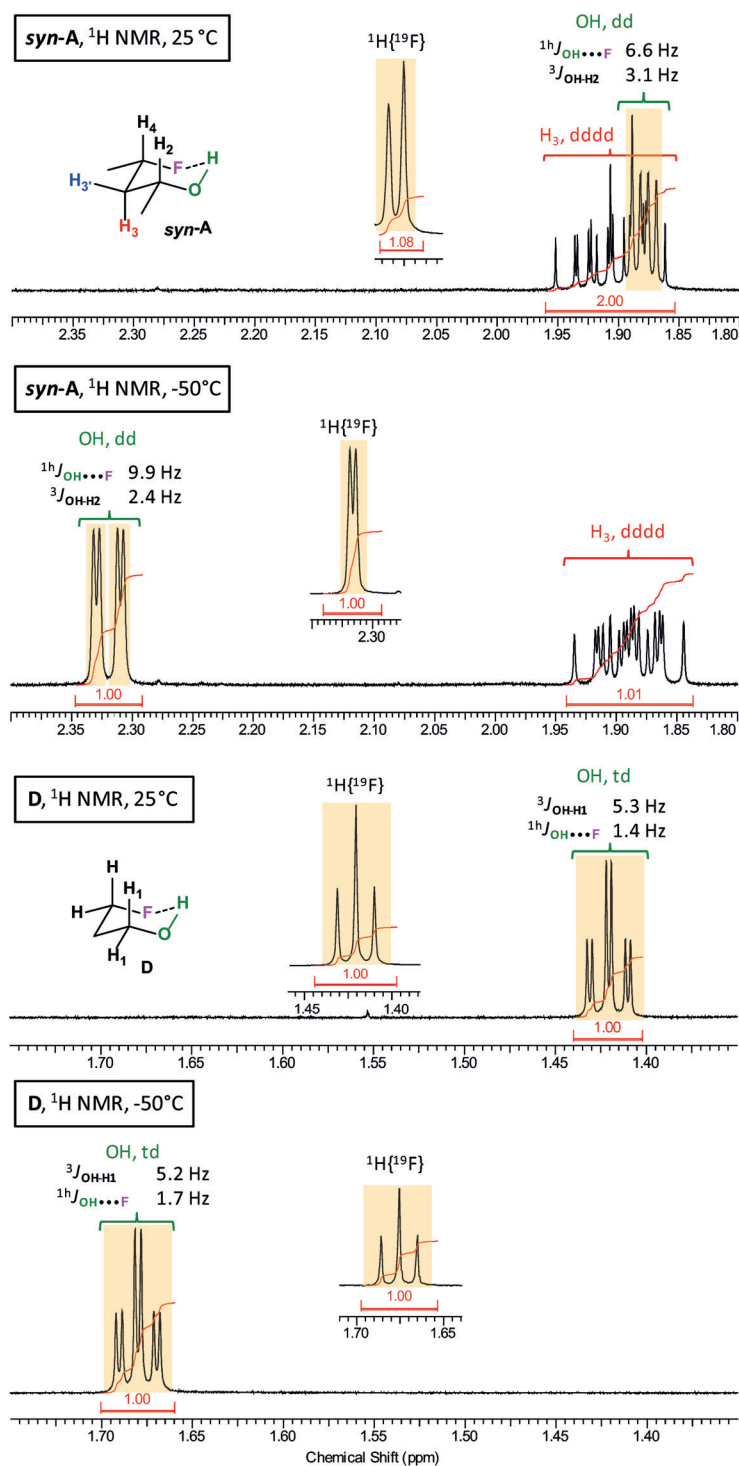 syn-A, ¹H NMR, 25 °C
¹H{¹⁹F}
OH, dd
¹ʰJOH•••F 6.6 Hz
³JOH-H2 3.1 Hz
H₃, dddd
H₄
H₂
F
H
H₃'
O
H₃
syn-A
1.08
2.00
2.35 2.30 2.25 2.20 2.15 2.10 2.05 2.00 1.95 1.90 1.85 1.80
syn-A, ¹H NMR, -50°C
OH, dd
¹ʰJOH•••F 9.9 Hz
³JOH-H2 2.4 Hz
¹H{¹⁹F}
H₃, dddd
1.00
2.30
1.00
1.01
2.35 2.30 2.25 2.20 2.15 2.10 2.05 2.00 1.95 1.90 1.85 1.80
D, ¹H NMR, 25°C
¹H{¹⁹F}
OH, td
³JOH-H1 5.3 Hz
¹ʰJOH•••F 1.4 Hz
H
H₁
F
H
H
O
H₁
D
1.00
1.45 1.40
1.00
1.70 1.65 1.60 1.55 1.50 1.45 1.40
D, ¹H NMR, -50°C
OH, td
³JOH-H1 5.2 Hz
¹ʰJOH•••F 1.7 Hz
¹H{¹⁹F}
1.00
1.70 1.65
1.00
1.70 1.65 1.60 1.55 1.50 1.45 1.40
Chemical Shift (ppm)